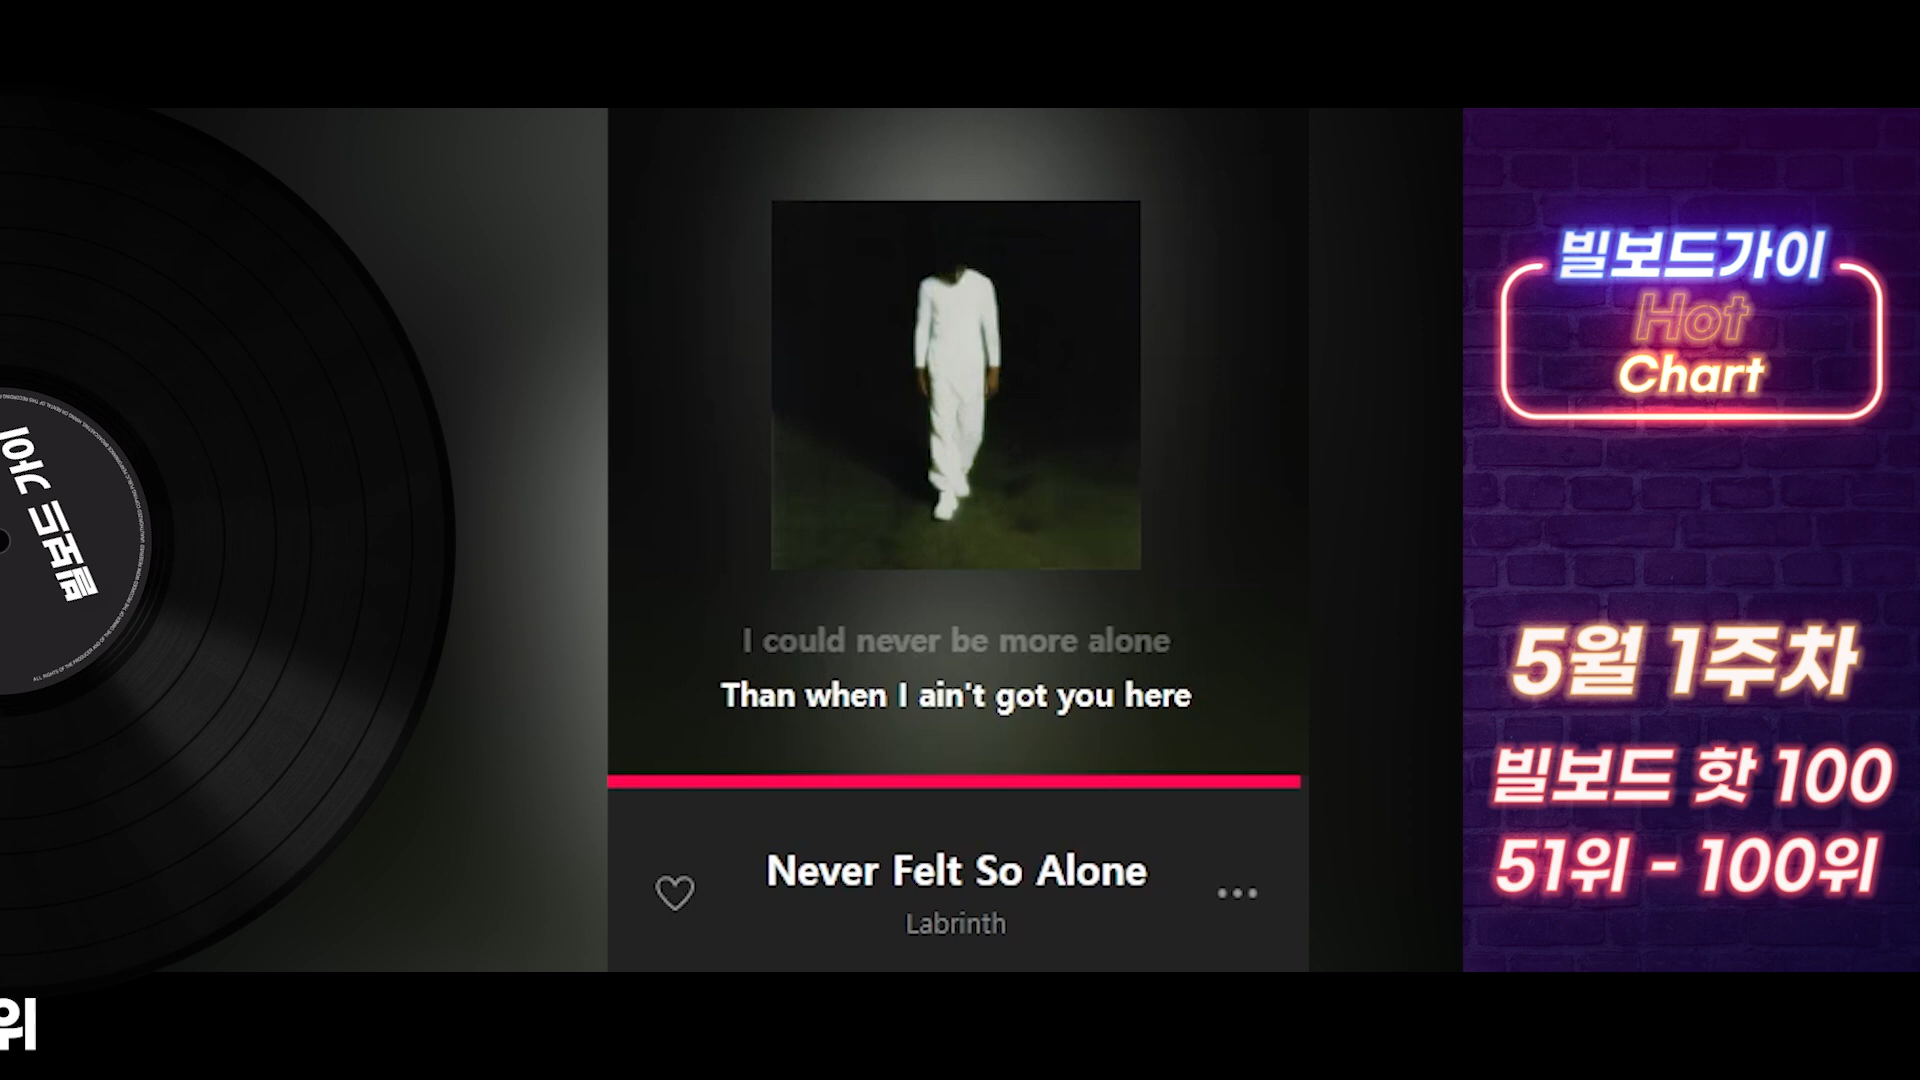 빌보드 가이
I could never be more alone
Than when I ain't got you here
Never Felt So Alone
Labrinth
빌보드가이
Hot
Chart
5월 1주차
빌보드 핫 100
51위 - 100위
위